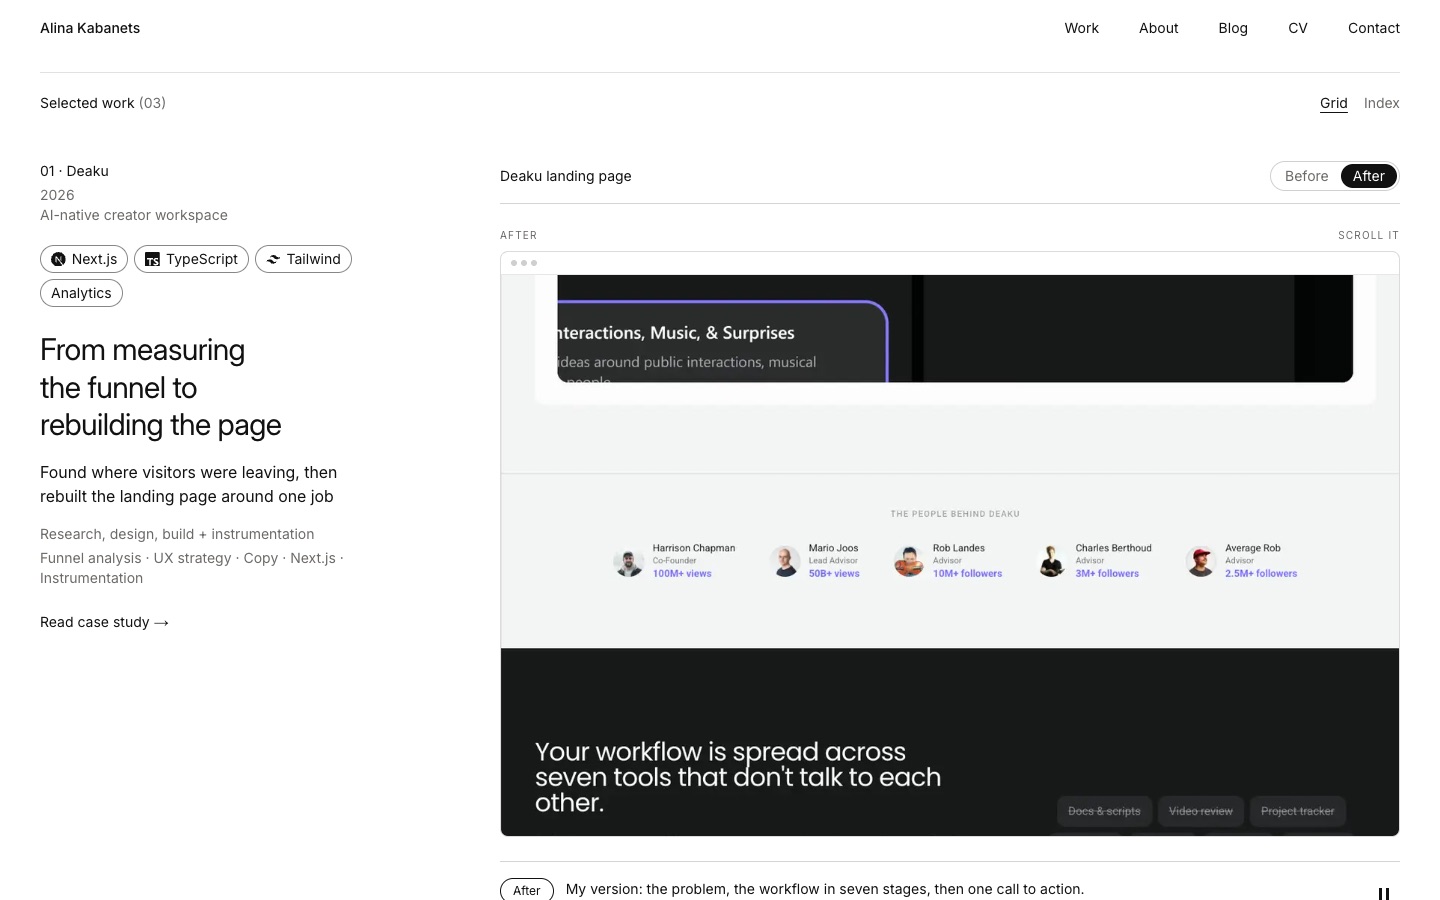 Alina Kabanets
Work
About
Blog
CV
Contact
Selected work (03)
Grid
Index
01 · Deaku
2026
AI-native creator workspace
Next.js
TypeScript
Tailwind
Analytics
From measuring
the funnel to
rebuilding the page
Found where visitors were leaving, then
rebuilt the landing page around one job
Research, design, build + instrumentation
Funnel analysis · UX strategy · Copy · Next.js ·
Instrumentation
Read case study →
Deaku landing page
Before
After
AFTER
SCROLL IT
nteractions, Music, & Surprises
ideas around public interactions, musical
people
THE PEOPLE BEHIND DEAKU
Harrison Chapman
Co-Founder
100M+ views
Mario Joos
Lead Advisor
50B+ views
Rob Landes
Advisor
10M+ followers
Charles Berthoud
Advisor
3M+ followers
Average Rob
Advisor
2.5M+ followers
Your workflow is spread across
seven tools that don't talk to each
other.
Docs & scripts
Video review
Project tracker
After
My version: the problem, the workflow in seven stages, then one call to action.